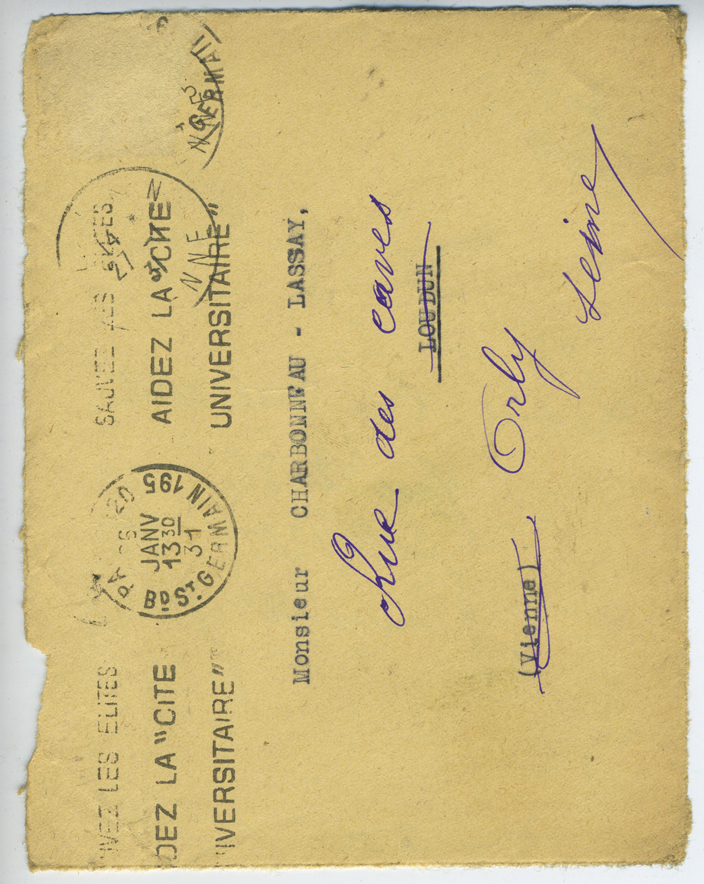 SAUVEZ LES ELITES
AIDEZ LA "CITE
UNIVERSITAIRE"
PARIS 120
JANV
13 30
31
195
Bd St GERMAIN
VEZ LES ELITES
DEZ LA "CITE
IVERSITAIRE"
Monsieur CHARBONNEAU - LASSAY,
Rue des caves
LOUDUN
(Vienne) Orly Seine